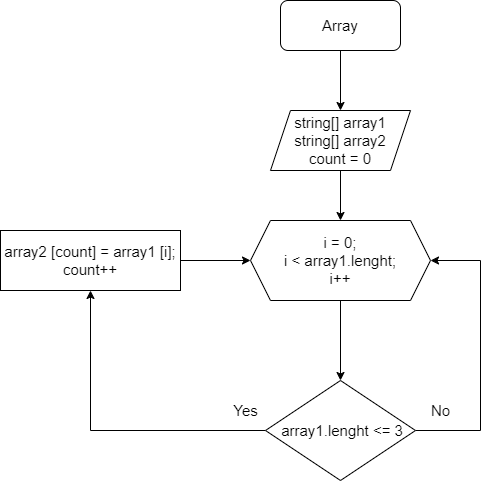 Array
string[] array1
string[] array2
count = 0
i = 0;
i < array1.lenght;
i++
array2 [count] = array1 [i];
count++
Yes
No
array1.lenght <= 3